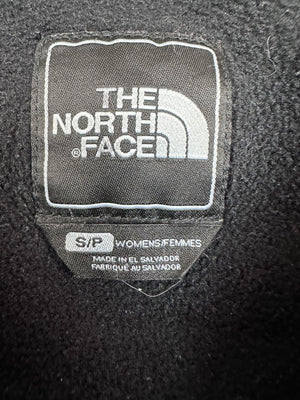 THE
NORTH
®FACE
S/P WOMENS/FEMMES
MADE IN EL SALVADOR
FABRIQUÉ AU SALVADOR